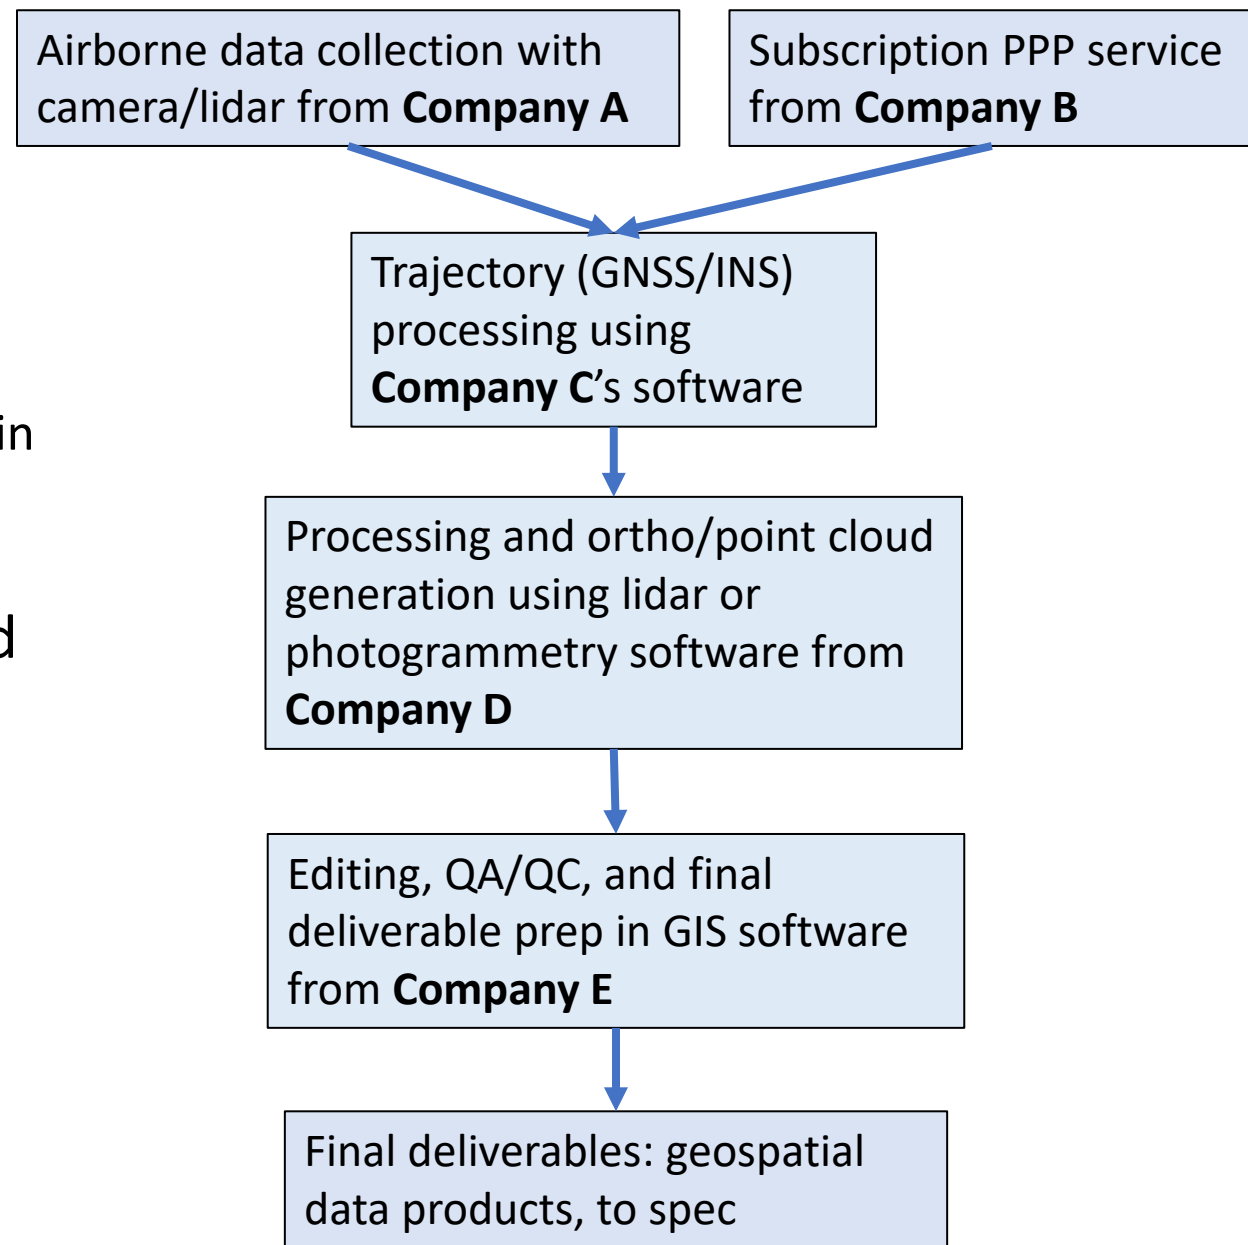 Airborne data collection with
camera/lidar from Company A
Subscription PPP service
from Company B
Trajectory (GNSS/INS)
processing using
Company C’s software
in
Processing and ortho/point cloud
generation using lidar or
photogrammetry software from
Company D
Editing, QA/QC, and final
deliverable prep in GIS software
from Company E
Final deliverables: geospatial
data products, to spec